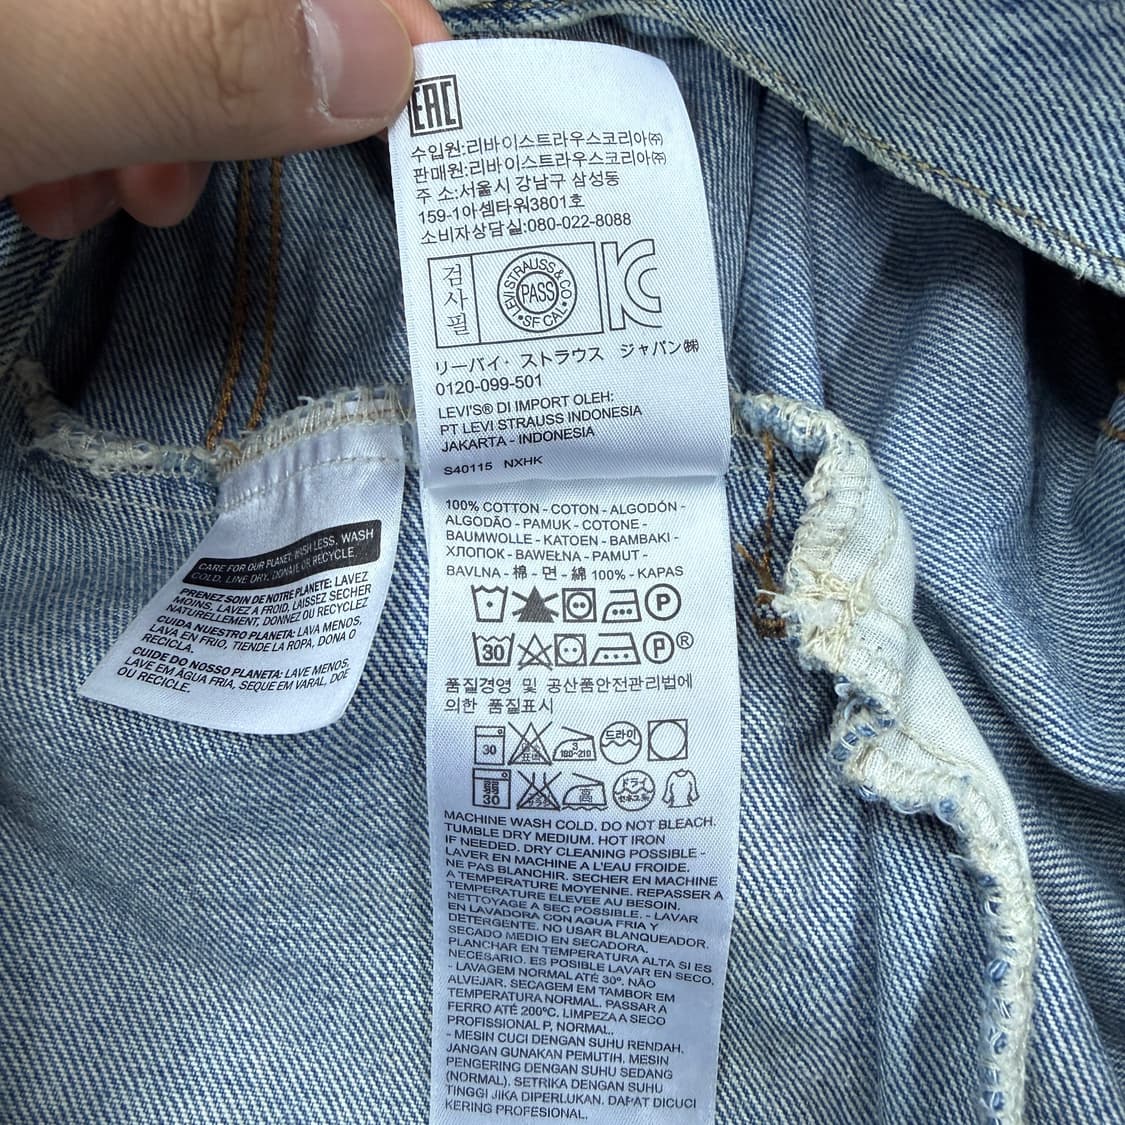 EAC
수입원:리바이스트라우스코리아㈜
판매원:리바이스트라우스코리아㈜
주 소:서울시 강남구 삼성동
159-1아셈타워3801호
소비자상담실:080-022-8088
검사필
LEVI STRAUSS & CO.
PASS
SF CAL
KC
リーバイ・ストラウス ジャパン㈱
0120-099-501
LEVI'S® DI IMPORT OLEH:
PT LEVI STRAUSS INDONESIA
JAKARTA - INDONESIA
S40115 NXHK
CARE FOR OUR PLANET: WASH LESS, WASH
COLD, LINE DRY, DONATE OR RECYCLE.
PRENEZ SOIN DE NOTRE PLANETE: LAVEZ
MOINS, LAVEZ A FROID, LAISSEZ SECHER
NATURELLEMENT, DONNEZ OU RECYCLEZ
CUIDA NUESTRO PLANETA: LAVA MENOS,
LAVA EN FRIO, TIENDE LA ROPA, DONA O
RECICLA.
CUIDE DO NOSSO PLANETA: LAVE MENOS,
LAVE EM ÁGUA FRIA, SEQUE EM VARAL, DOE
OU RECICLE.
100% COTTON - COTON - ALGODÓN -
ALGODÃO - PAMUK - COTONE -
BAUMWOLLE - KATOEN - BAMBAKI -
ХЛОПОК - BAWEŁNA - PAMUT -
BAVLNA - 棉 - 면 - 綿 100% - KAPAS
P
30 P®
품질경영 및 공산품안전관리법에
의한 품질표시
30 표백 3 180~210 드라이
弱 30 高 ドライ
MACHINE WASH COLD. DO NOT BLEACH.
TUMBLE DRY MEDIUM. HOT IRON
IF NEEDED. DRY CLEANING POSSIBLE -
LAVER EN MACHINE A L'EAU FROIDE.
NE PAS BLANCHIR. SECHER EN MACHINE
A TEMPERATURE MOYENNE. REPASSER A
TEMPERATURE ELEVEE AU BESOIN.
NETTOYAGE A SEC POSSIBLE. - LAVAR
EN LAVADORA CON AGUA FRIA Y
DETERGENTE. NO USAR BLANQUEADOR.
SECADO MEDIO EN SECADORA.
PLANCHAR EN TEMPERATURA ALTA SI ES
NECESARIO. ES POSIBLE LAVAR EN SECO.
- LAVAGEM NORMAL ATÉ 30º. NÃO
ALVEJAR. SECAGEM EM TAMBOR EM
TEMPERATURA NORMAL. PASSAR A
FERRO ATÉ 200ºC. LIMPEZA A SECO
PROFISSIONAL P, NORMAL.
- MESIN CUCI DENGAN SUHU RENDAH.
JANGAN GUNAKAN PEMUTIH. MESIN
PENGERING DENGAN SUHU SEDANG
(NORMAL). SETRIKA DENGAN SUHU
TINGGI JIKA DIPERLUKAN. DAPAT DICUCI
KERING PROFESIONAL.